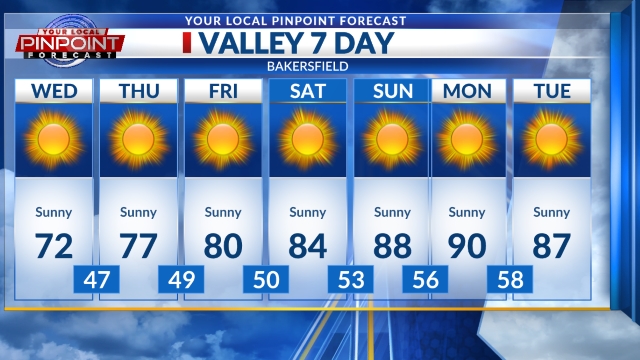 YOUR LOCAL PINPOINT FORECAST
YOUR LOCAL
PINPOINT
FORECAST
VALLEY 7 DAY
BAKERSFIELD
WED THU FRI SAT SUN MON TUE
Sunny Sunny Sunny Sunny Sunny Sunny Sunny
72 77 80 84 88 90 87
47 49 50 53 56 58